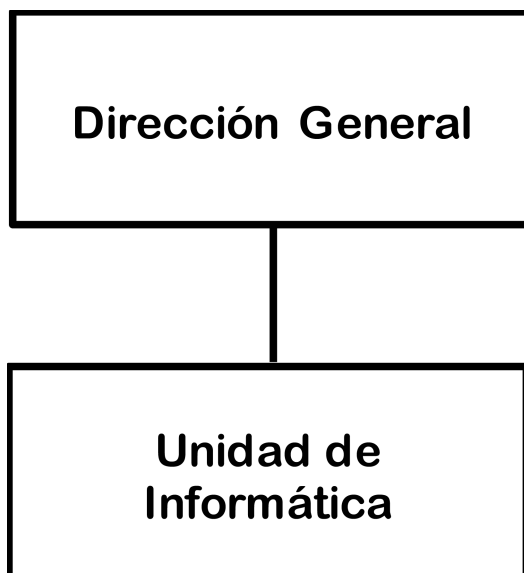 Dirección General
Unidad de
Informática